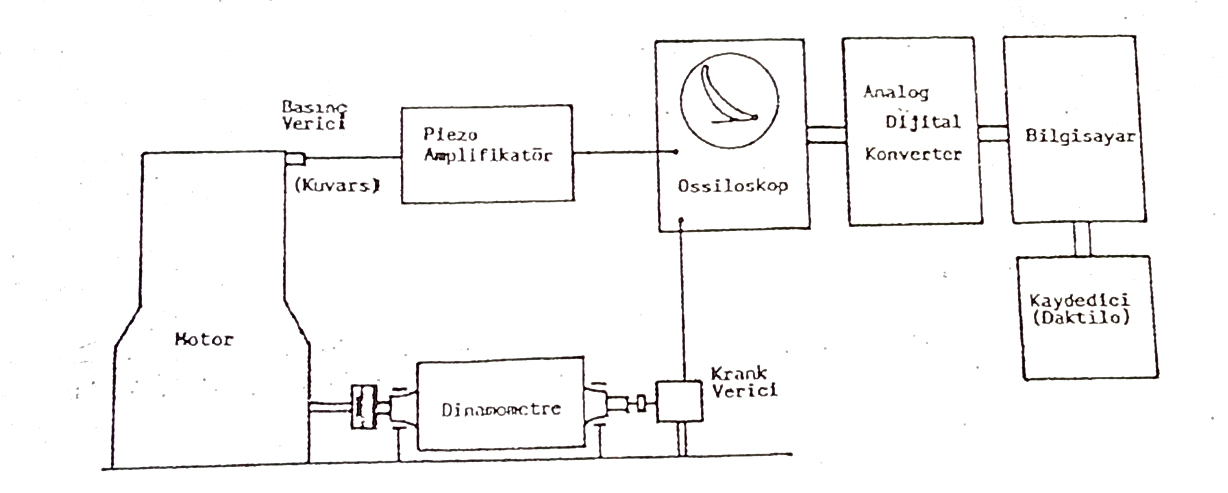 Basınç
Verici
(Kuvars)
Piezo
Amplifikatör
Ossiloskop
Analog
Dijital
Konverter
Bilgisayar
Kaydedici
(Daktilo)
Motor
Dinamometre
Krank
Verici